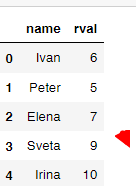 name rval
0 Ivan 6
1 Peter 5
2 Elena 7
3 Sveta 9
4 Irina 10